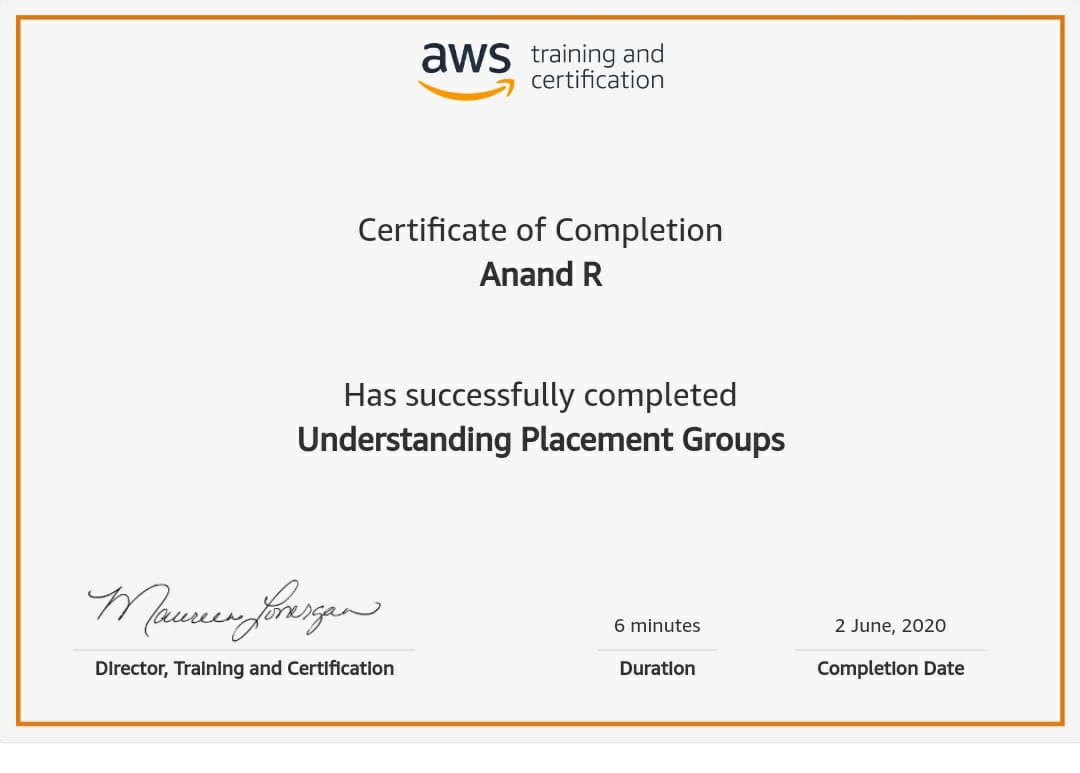 aws training and
certification
Certificate of Completion
Anand R
Has successfully completed
Understanding Placement Groups
Maureen Lonergan
6 minutes
2 June, 2020
Director, Training and Certification
Duration
Completion Date